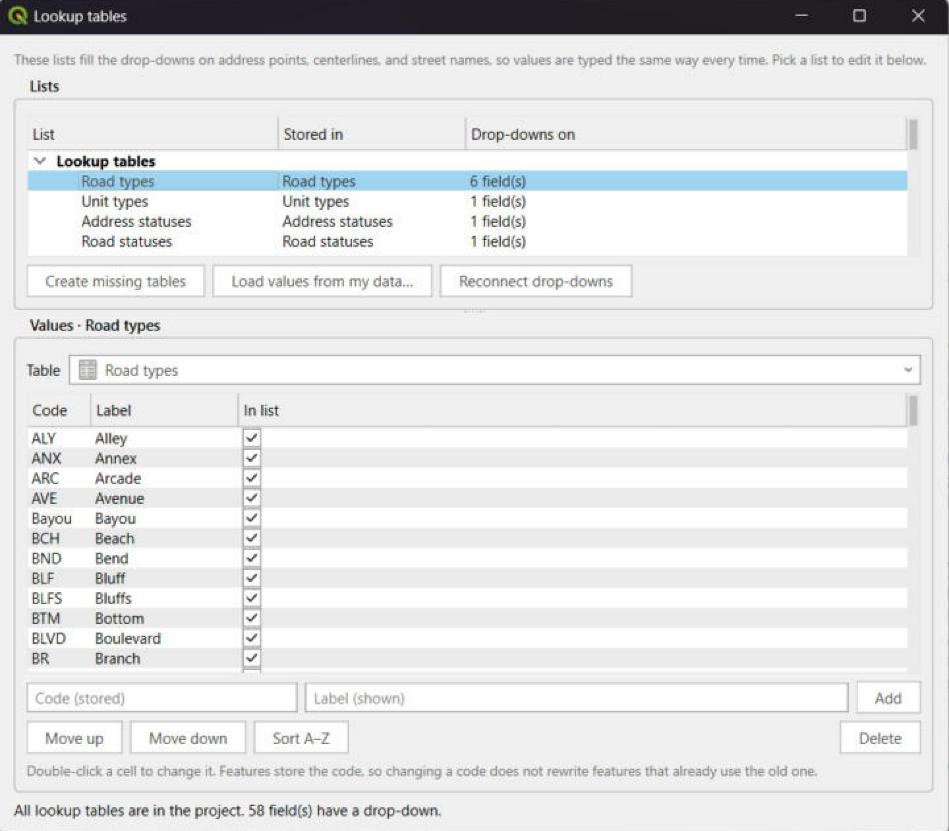 Lookup tables
These lists fill the drop-downs on address points, centerlines, and street names, so values are typed the same way every time. Pick a list to edit it below.
Lists
List Stored in Drop-downs on
Lookup tables
Road types Road types 6 field(s)
Unit types Unit types 1 field(s)
Address statuses Address statuses 1 field(s)
Road statuses Road statuses 1 field(s)
Create missing tables Load values from my data... Reconnect drop-downs
Values · Road types
Table Road types
Code Label In list
ALY Alley
ANX Annex
ARC Arcade
AVE Avenue
Bayou Bayou
BCH Beach
BND Bend
BLF Bluff
BLFS Bluffs
BTM Bottom
BLVD Boulevard
BR Branch
Code (stored) Label (shown) Add
Move up Move down Sort A–Z Delete
Double-click a cell to change it. Features store the code, so changing a code does not rewrite features that already use the old one.
All lookup tables are in the project. 58 field(s) have a drop-down.